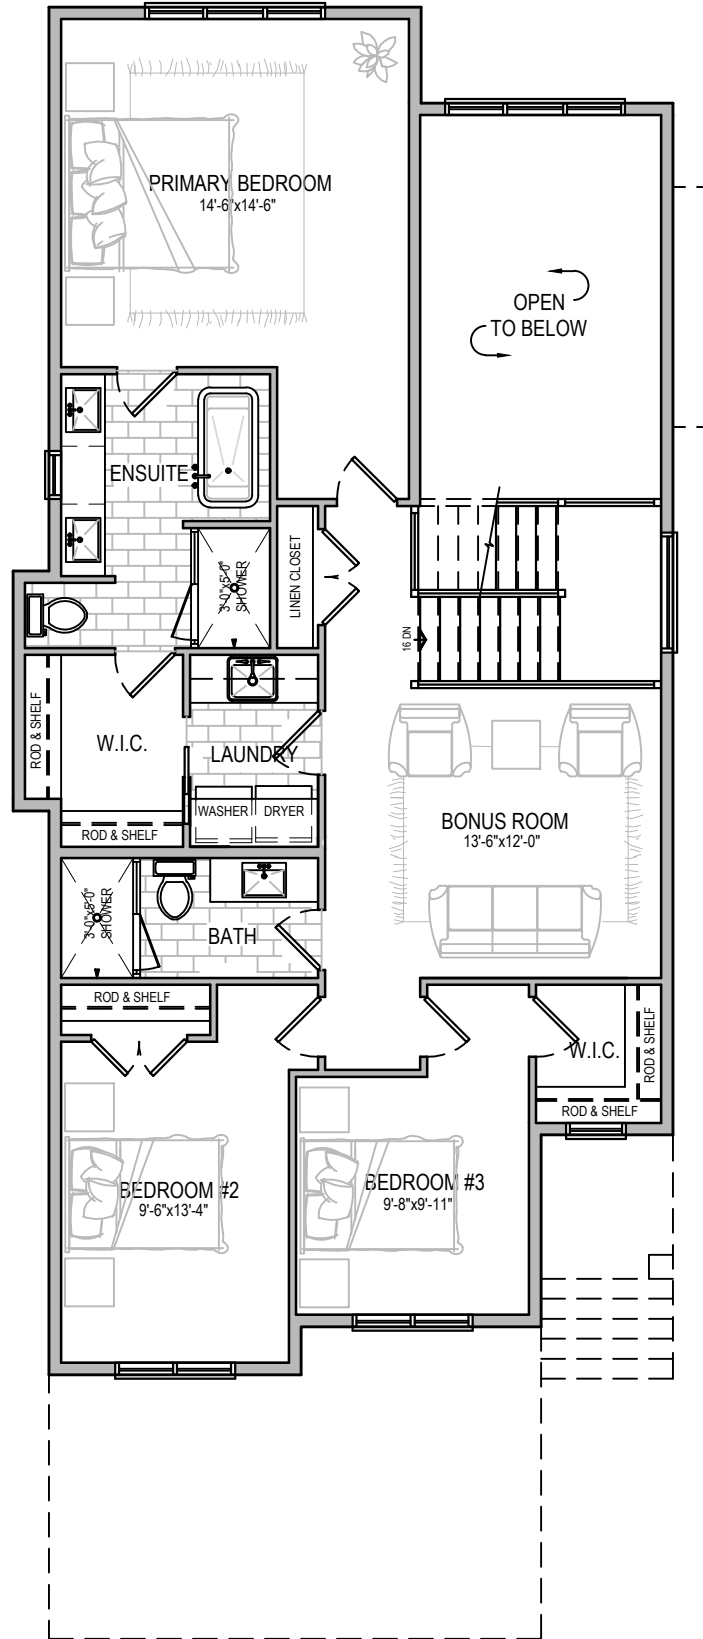 PRIMARY BEDROOM
14'-6"x14'-6"
OPEN
TO BELOW
ENSUITE
3'-0"x5'-0"
SHOWER
LINEN CLOSET
16 DN
ROD & SHELF
W.I.C.
LAUNDRY
WASHER
DRYER
ROD & SHELF
BONUS ROOM
13'-6"x12'-0"
3'-0"x5'-0"
SHOWER
BATH
ROD & SHELF
W.I.C.
ROD & SHELF
ROD & SHELF
BEDROOM #2
9'-6"x13'-4"
BEDROOM #3
9'-8"x9'-11"